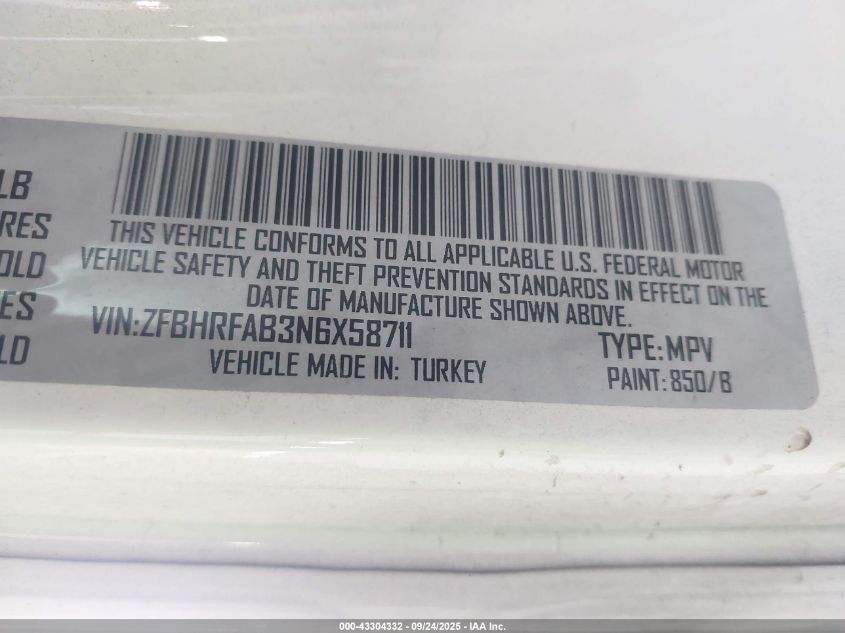 LB
RES
OLD
ES
LD
THIS VEHICLE CONFORMS TO ALL APPLICABLE U.S. FEDERAL MOTOR
VEHICLE SAFETY AND THEFT PREVENTION STANDARDS IN EFFECT ON THE
DATE OF MANUFACTURE SHOWN ABOVE.
VIN:ZFBHRFAB3N6X58711
TYPE: MPV
VEHICLE MADE IN: TURKEY
PAINT: 850/B
000-43304332 - 09/24/2025 - IAA Inc.